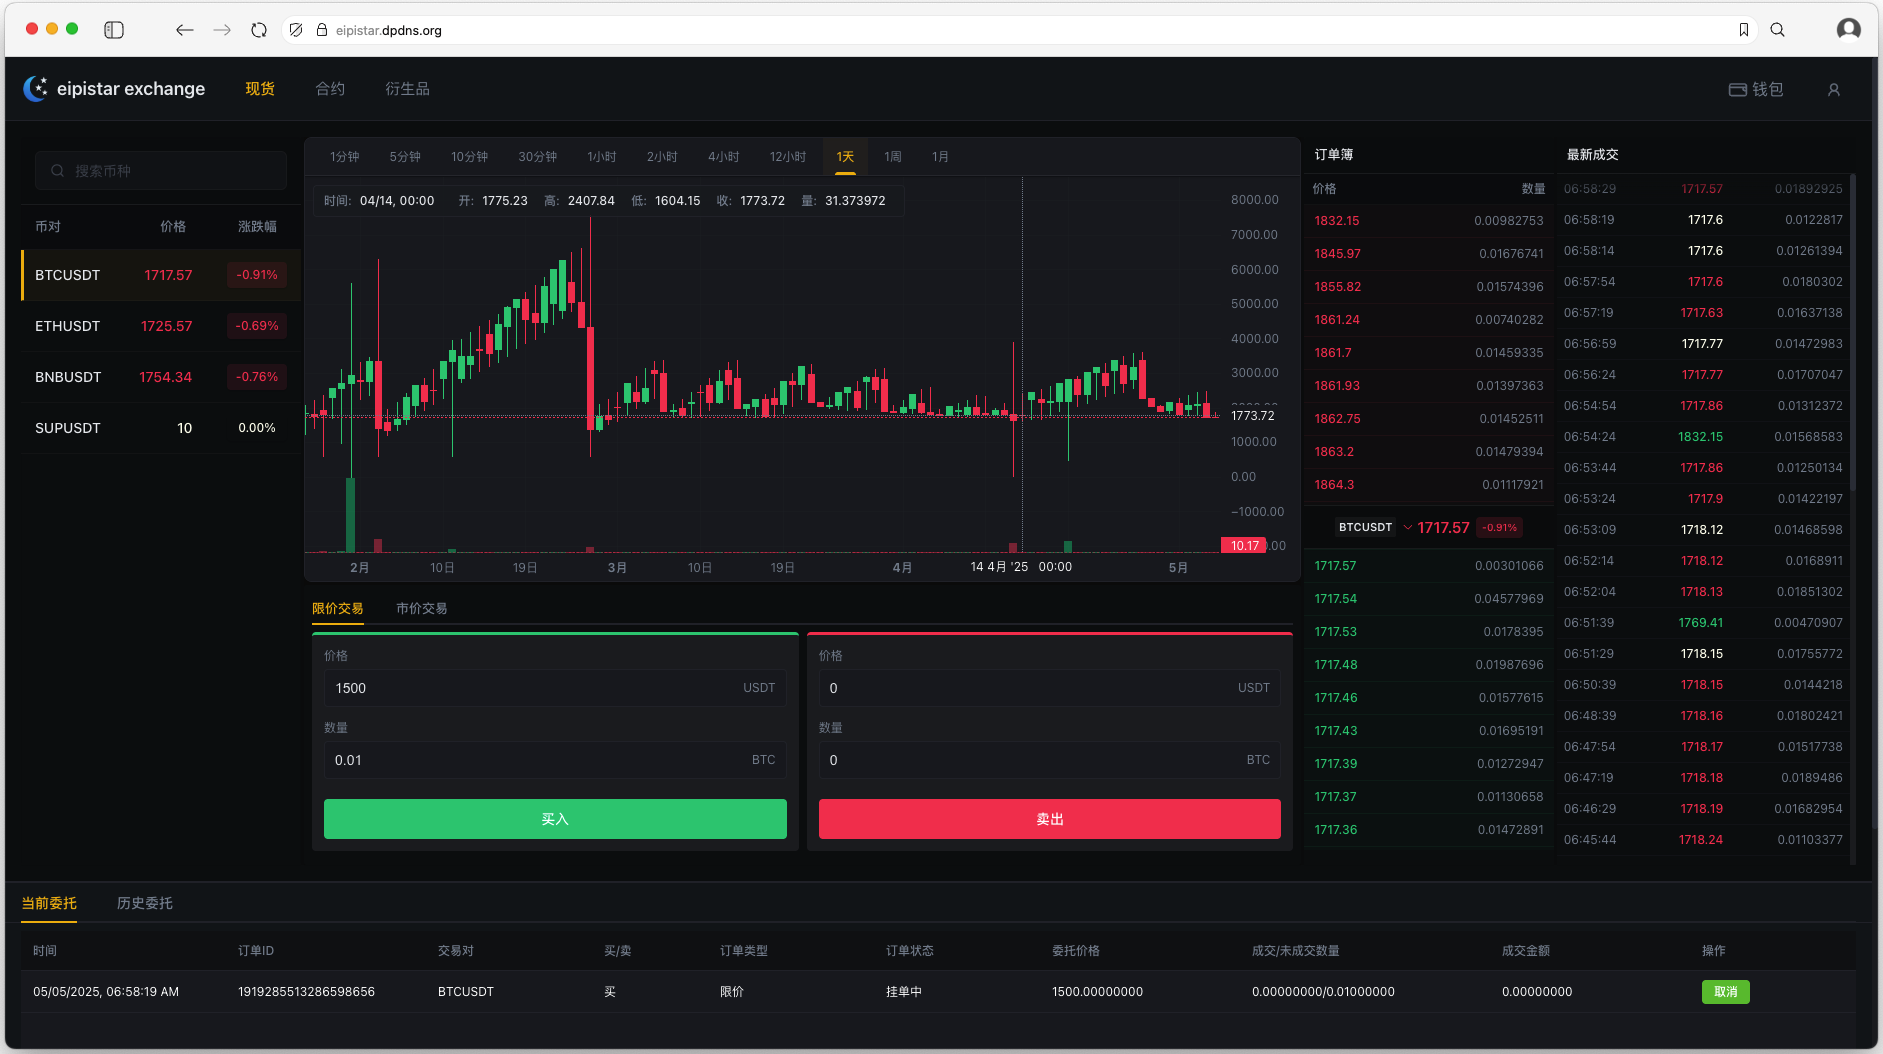 eipistar.dpdns.org
eipistar exchange
现货
合约
衍生品
钱包
搜索币种
币对 价格 涨跌幅
BTCUSDT 1717.57 -0.91%
ETHUSDT 1725.57 -0.69%
BNBUSDT 1754.34 -0.76%
SUPUSDT 10 0.00%
1分钟 5分钟 10分钟 30分钟 1小时 2小时 4小时 12小时 1天 1周 1月
时间: 04/14, 00:00 开: 1775.23 高: 2407.84 低: 1604.15 收: 1773.72 量: 31.373972
8000.00
7000.00
6000.00
5000.00
4000.00
3000.00
1773.72
1000.00
0.00
−1000.00
10.17
2月 10日 19日 3月 10日 19日 4月 14 4月 '25 00:00 5月
限价交易 市价交易
价格
1500 USDT
数量
0.01 BTC
买入
价格
0 USDT
数量
0 BTC
卖出
订单簿
价格 数量
1832.15 0.00982753
1845.97 0.01676741
1855.82 0.01574396
1861.24 0.00740282
1861.7 0.01459335
1861.93 0.01397363
1862.75 0.01452511
1863.2 0.01479394
1864.3 0.01117921
BTCUSDT 1717.57 -0.91%
1717.57 0.00301066
1717.54 0.04577969
1717.53 0.0178395
1717.48 0.01987696
1717.46 0.01577615
1717.43 0.01695191
1717.39 0.01272947
1717.37 0.01130658
1717.36 0.01472891
最新成交
06:58:29 1717.57 0.01892925
06:58:19 1717.6 0.0122817
06:58:14 1717.6 0.01261394
06:57:54 1717.6 0.0180302
06:57:19 1717.63 0.01637138
06:56:59 1717.77 0.01472983
06:56:24 1717.77 0.01707047
06:54:54 1717.86 0.01312372
06:54:24 1832.15 0.01568583
06:53:44 1717.86 0.01250134
06:53:24 1717.9 0.01422197
06:53:09 1718.12 0.01468598
06:52:14 1718.12 0.0168911
06:52:04 1718.13 0.01851302
06:51:39 1769.41 0.00470907
06:51:29 1718.15 0.01755772
06:50:39 1718.15 0.0144218
06:48:39 1718.16 0.01802421
06:47:54 1718.17 0.01517738
06:47:19 1718.18 0.0189486
06:46:29 1718.19 0.01682954
06:45:44 1718.24 0.01103377
当前委托 历史委托
时间 订单ID 交易对 买/卖 订单类型 订单状态 委托价格 成交/未成交数量 成交金额 操作
05/05/2025, 06:58:19 AM 1919285513286598656 BTCUSDT 买 限价 挂单中 1500.00000000 0.00000000/0.01000000 0.00000000 取消